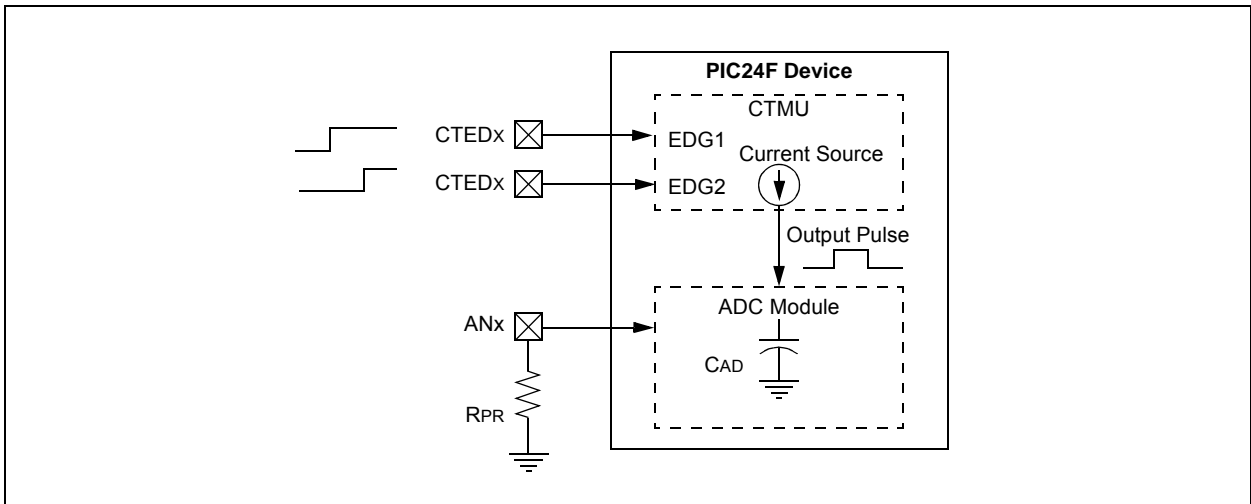 PIC24F Device
CTMU
CTEDX
EDG1
Current Source
CTEDX
EDG2
Output Pulse
ADC Module
ANx
CAD
RPR